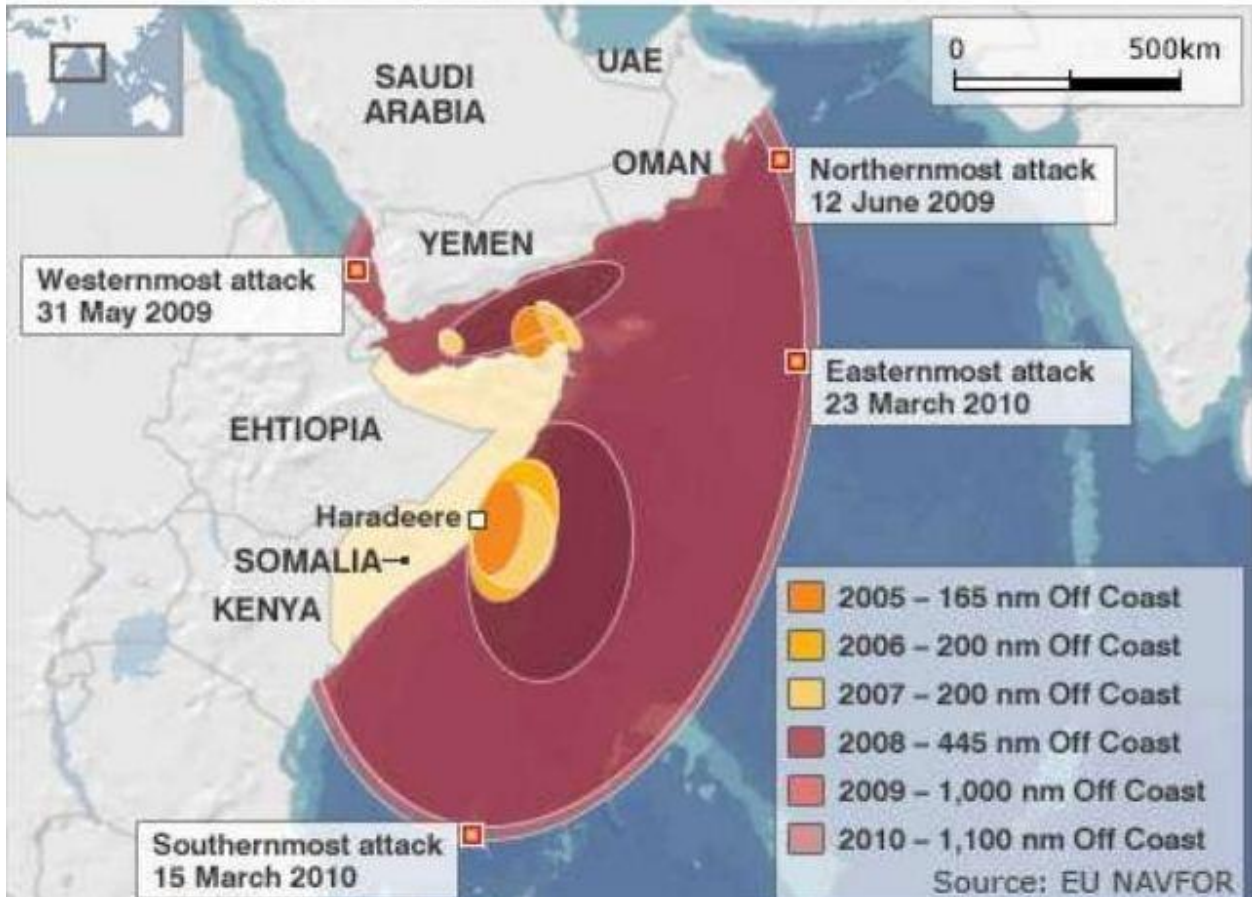 0 500km
UAE
SAUDI
ARABIA
OMAN
Northernmost attack
12 June 2009
YEMEN
Westernmost attack
31 May 2009
Easternmost attack
23 March 2010
EHTIOPIA
Haradeere
SOMALIA
KENYA
2005 – 165 nm Off Coast
2006 – 200 nm Off Coast
2007 – 200 nm Off Coast
2008 – 445 nm Off Coast
2009 – 1,000 nm Off Coast
2010 – 1,100 nm Off Coast
Southernmost attack
15 March 2010
Source: EU NAVFOR